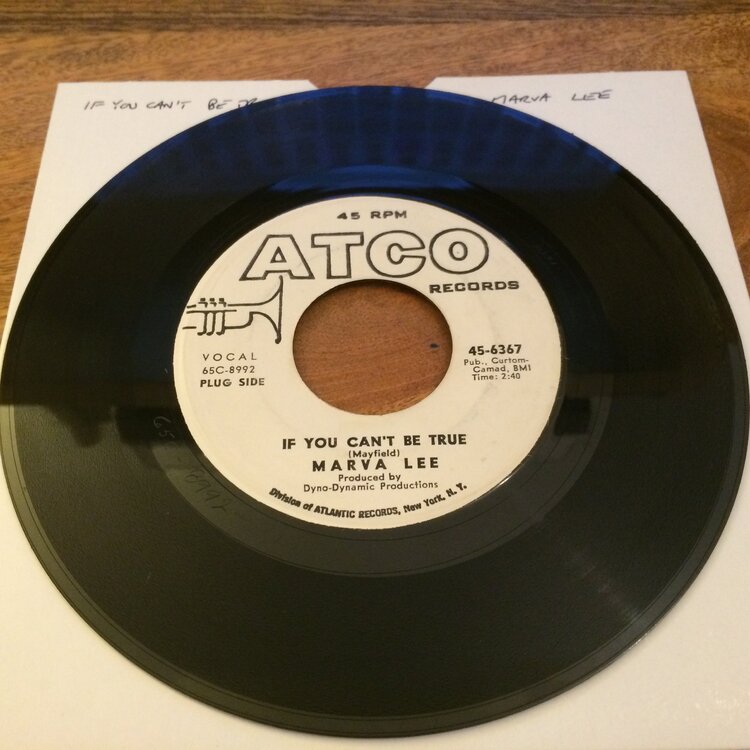 IF YOU CAN'T BE
MARVA LEE
45 RPM
ATCO
RECORDS
VOCAL
65C-8992
PLUG SIDE
45-6367
Pub., Curtom-
Camad, BMI
Time: 2:40
IF YOU CAN'T BE TRUE
(Mayfield)
MARVA LEE
Produced by
Dyno-Dynamic Productions
Division of ATLANTIC RECORDS, New York, N. Y.